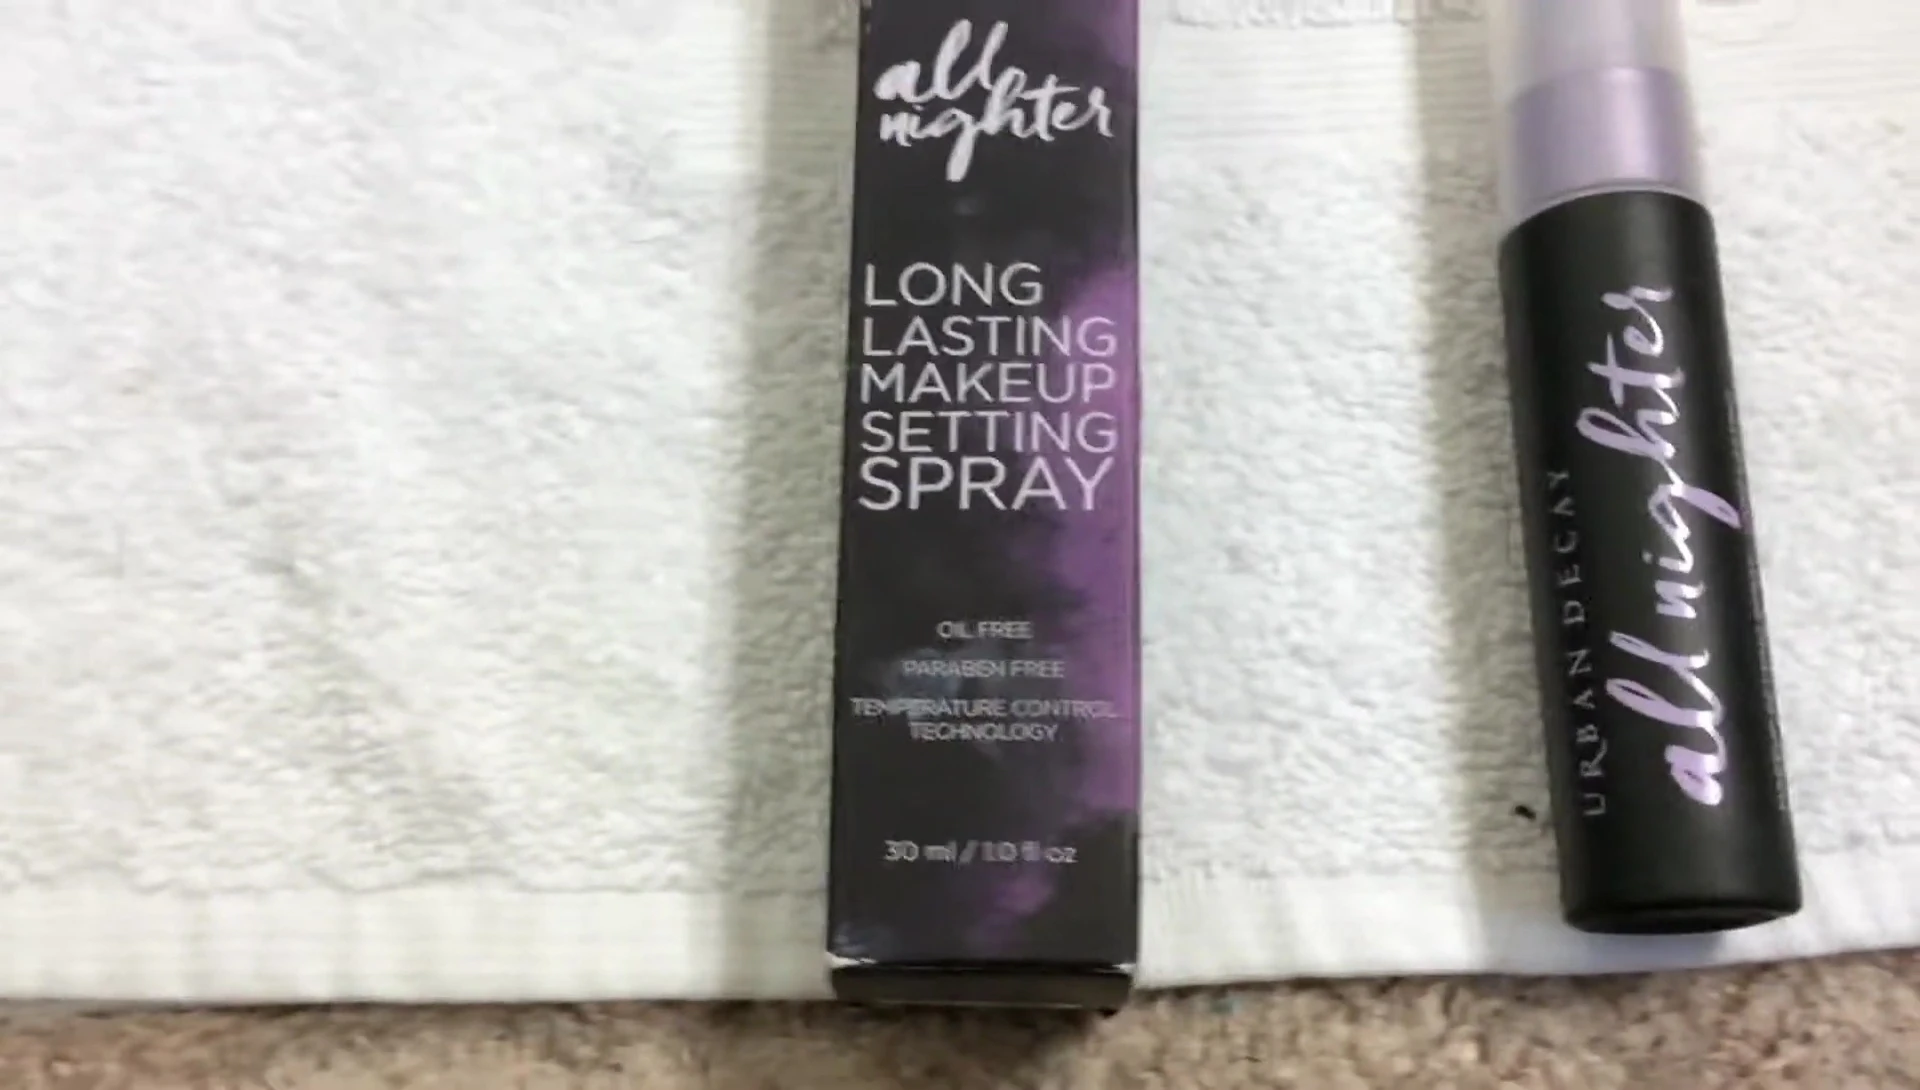 all
nighter
LONG
LASTING
MAKEUP
SETTING
SPRAY
OIL FREE
PARABEN FREE
TEMPERATURE CONTROL
TECHNOLOGY
30 ml / 1.0 fl oz
URBAN DECAY
all nighter